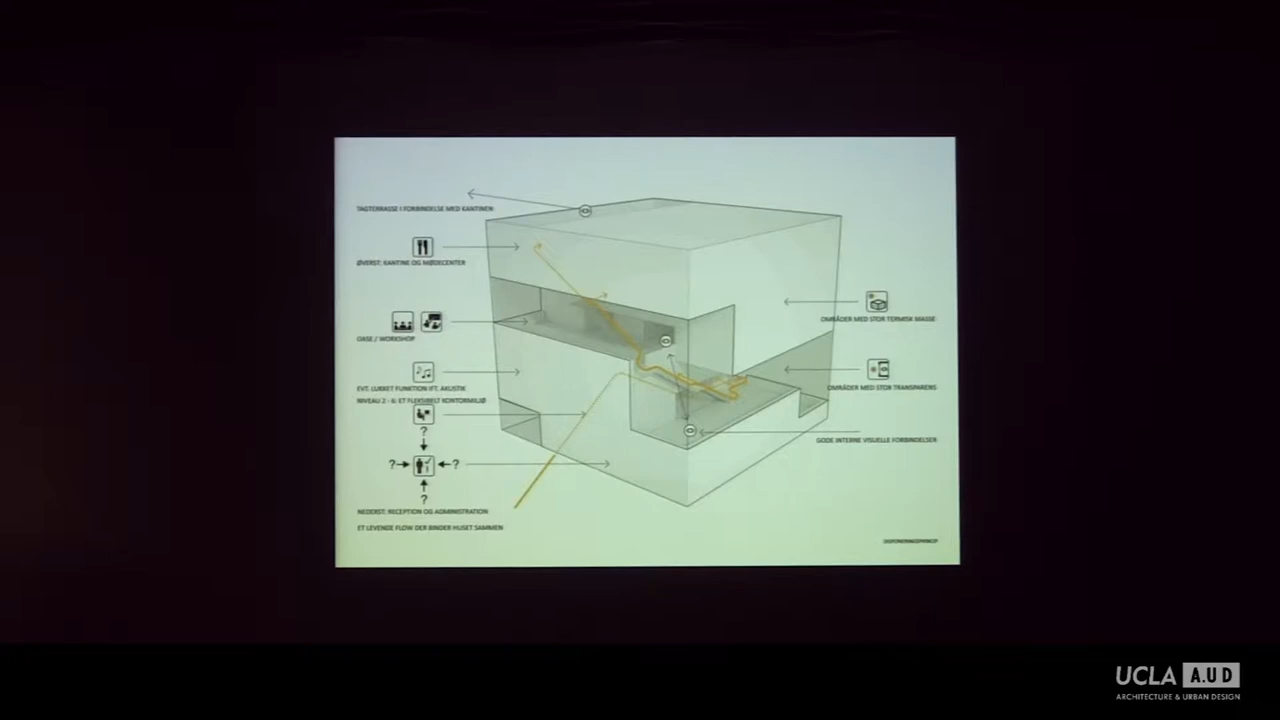 TAGTERRASSE I FORBINDELSE MED KANTINEN
ØVERST: KANTINE OG MØDECENTER
OASE / WORKSHOP
EVT. LUKKET FUNKTION IFT. AKUSTIK
NIVEAU 2 - 6: ET FLEKSIBELT KONTORMILJØ
?
? ?
?
NEDERST: RECEPTION OG ADMINISTRATION
ET LEVENDE FLOW DER BINDER HUSET SAMMEN
OMRÅDER MED STOR TERMISK MASSE
OMRÅDER MED STOR TRANSPARENS
GODE INTERNE VISUELLE FORBINDELSER
DISPONERINGSPRINCIP
UCLA A.UD
ARCHITECTURE & URBAN DESIGN